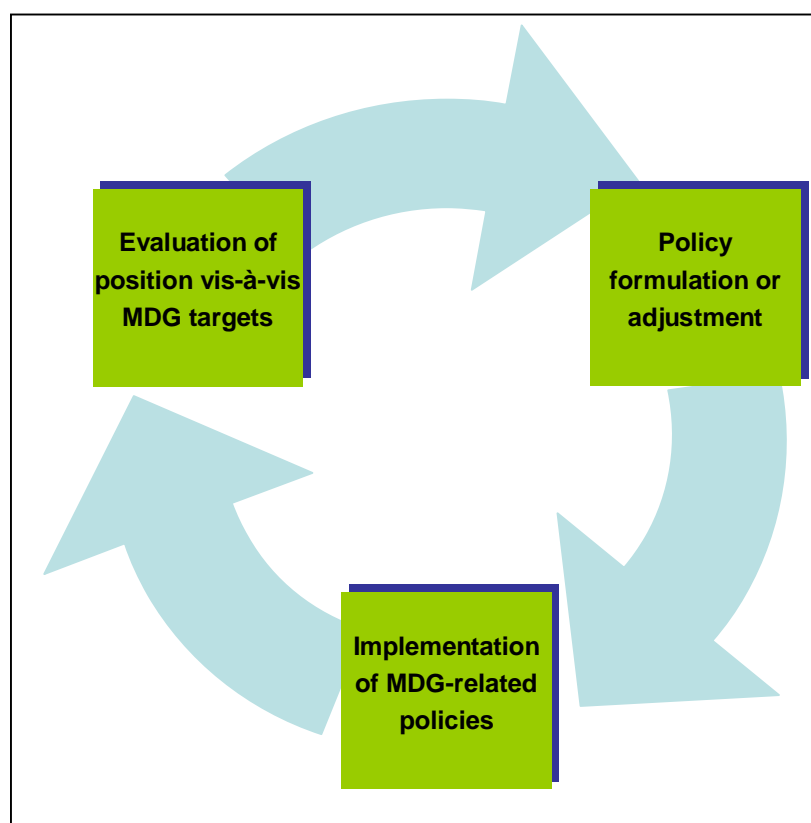 Evaluation of
position vis-à-vis
MDG targets
Policy
formulation or
adjustment
Implementation
of MDG-related
policies